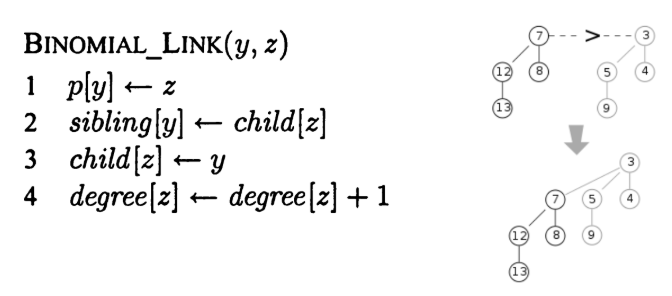 BINOMIAL_LINK(y, z)
1 p[y] ← z
2 sibling[y] ← child[z]
3 child[z] ← y
4 degree[z] ← degree[z] + 1
7 > 3
12 8 5 4
13 9
3
7 5 4
12 8 9
13